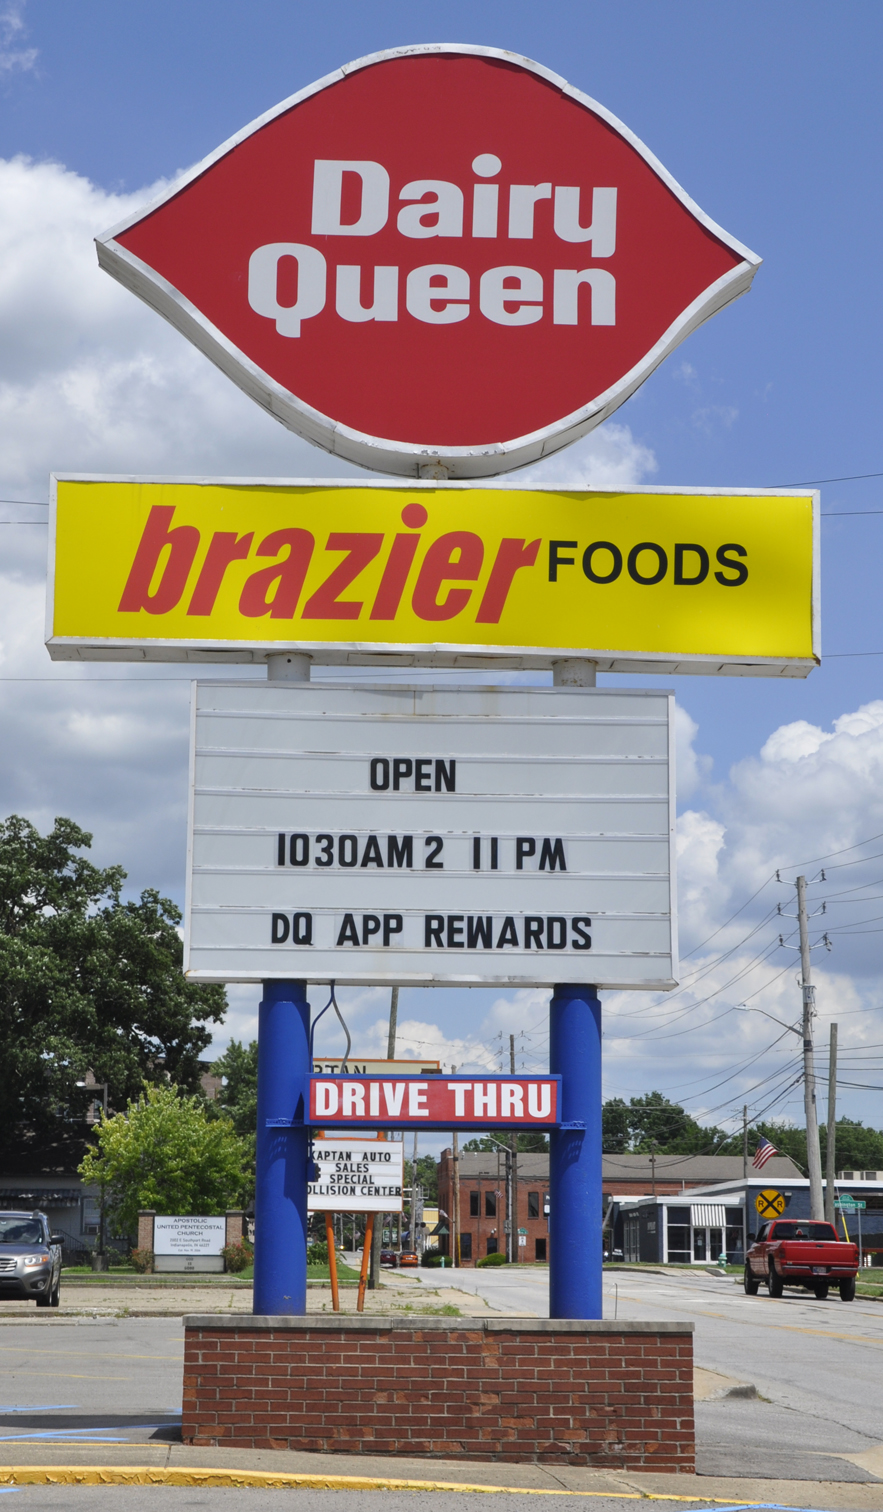 Dairy
Queen
brazier FOODS
OPEN
1030AM 2 11 PM
DQ APP REWARDS
DRIVE THRU
KAPTAN AUTO
SALES
SPECIAL
OLLISION CENTER
APOSTOLIC
UNITED PENTECOSTAL
CHURCH
R R